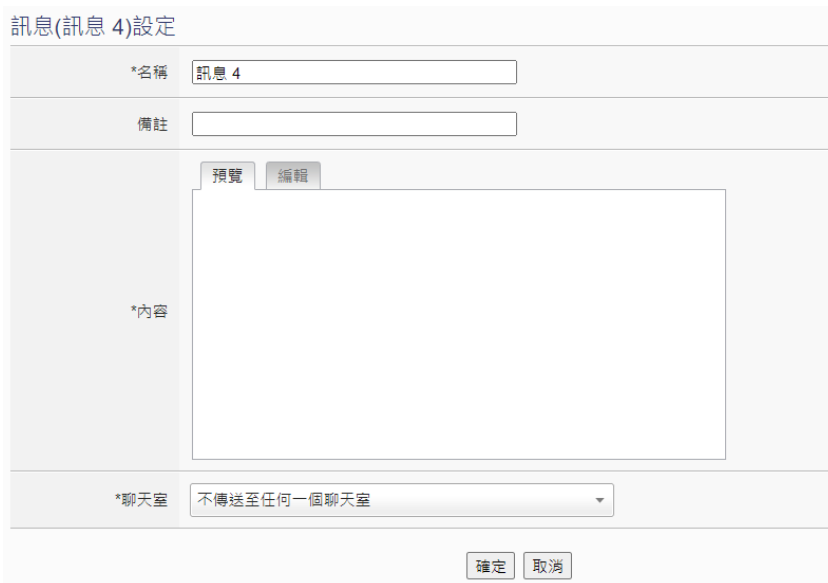 訊息(訊息 4)設定
*名稱 訊息 4
備註
預覽 編輯
*內容
*聊天室 不傳送至任何一個聊天室
確定 取消